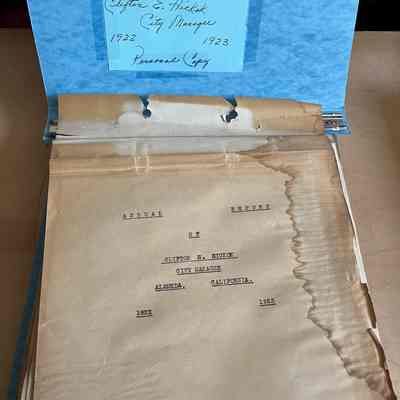 Clifton E. Hickok
City Manager
1922 1923
Personal Copy
ANNUAL REPORT
OF
CLIFTON E. HICKOK
CITY MANAGER
ALAMEDA, CALIFORNIA.
1922 1923